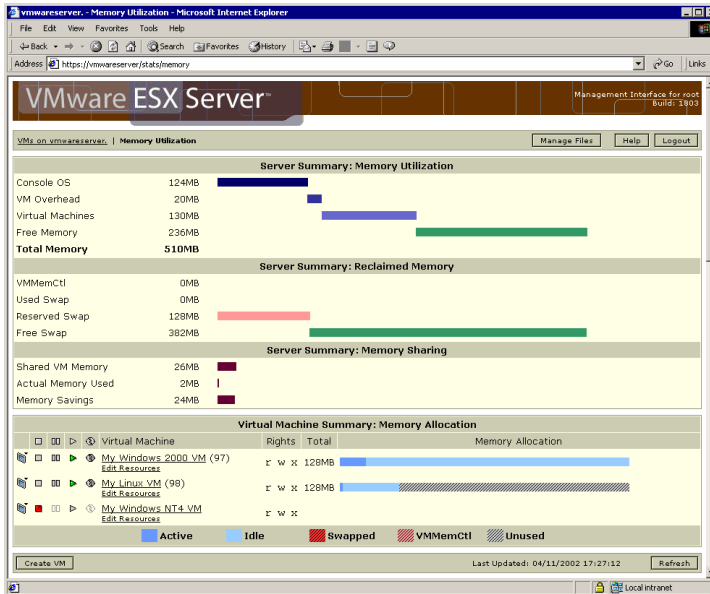 vmwareserver. - Memory Utilization - Microsoft Internet Explorer
File Edit View Favorites Tools Help
Back Search Favorites History
Address https://vmwareserver/stats/memory Go Links
VMware ESX Server™
Management Interface for root
Build: 1803
VMs on vmwareserver. | Memory Utilization Manage Files Help Logout
Server Summary: Memory Utilization
Console OS 124MB
VM Overhead 20MB
Virtual Machines 130MB
Free Memory 236MB
Total Memory 510MB
Server Summary: Reclaimed Memory
VMMemCtl 0MB
Used Swap 0MB
Reserved Swap 128MB
Free Swap 382MB
Server Summary: Memory Sharing
Shared VM Memory 26MB
Actual Memory Used 2MB
Memory Savings 24MB
Virtual Machine Summary: Memory Allocation
Virtual Machine Rights Total Memory Allocation
My Windows 2000 VM (97) r w x 128MB
Edit Resources
My Linux VM (98) r w x 128MB
Edit Resources
My Windows NT4 VM r w x
Edit Resources
Active Idle Swapped VMMemCtl Unused
Create VM Last Updated: 04/11/2002 17:27:12 Refresh
Local intranet